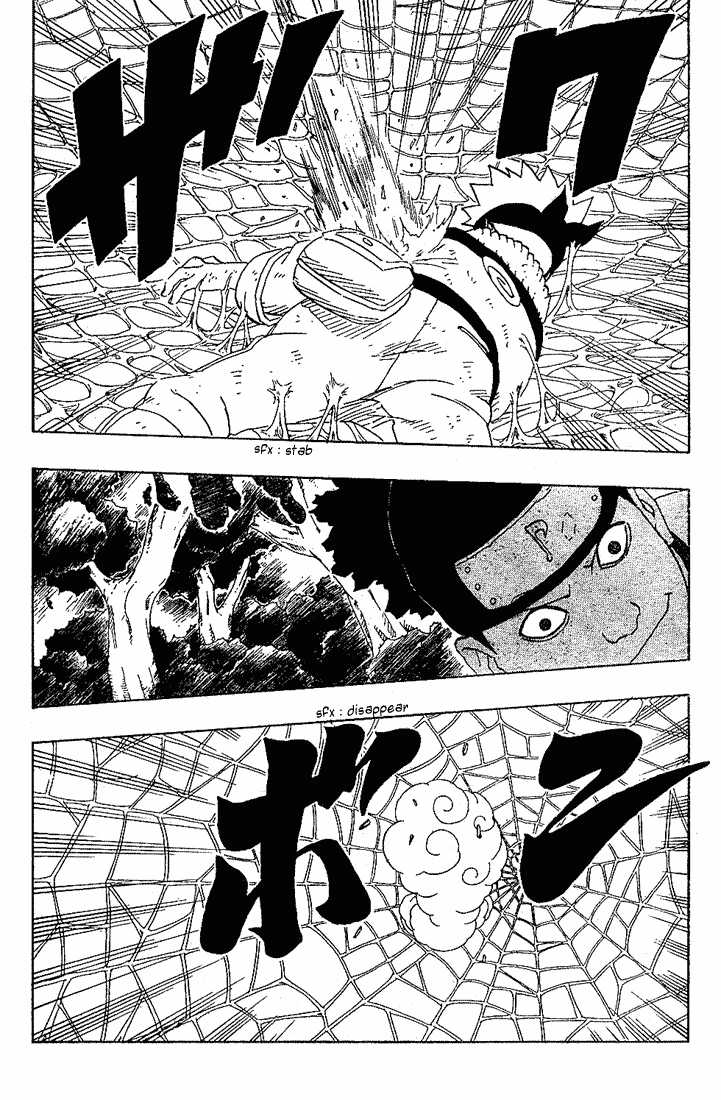 ザク
sfx : stab
sfx : disappear
ボン